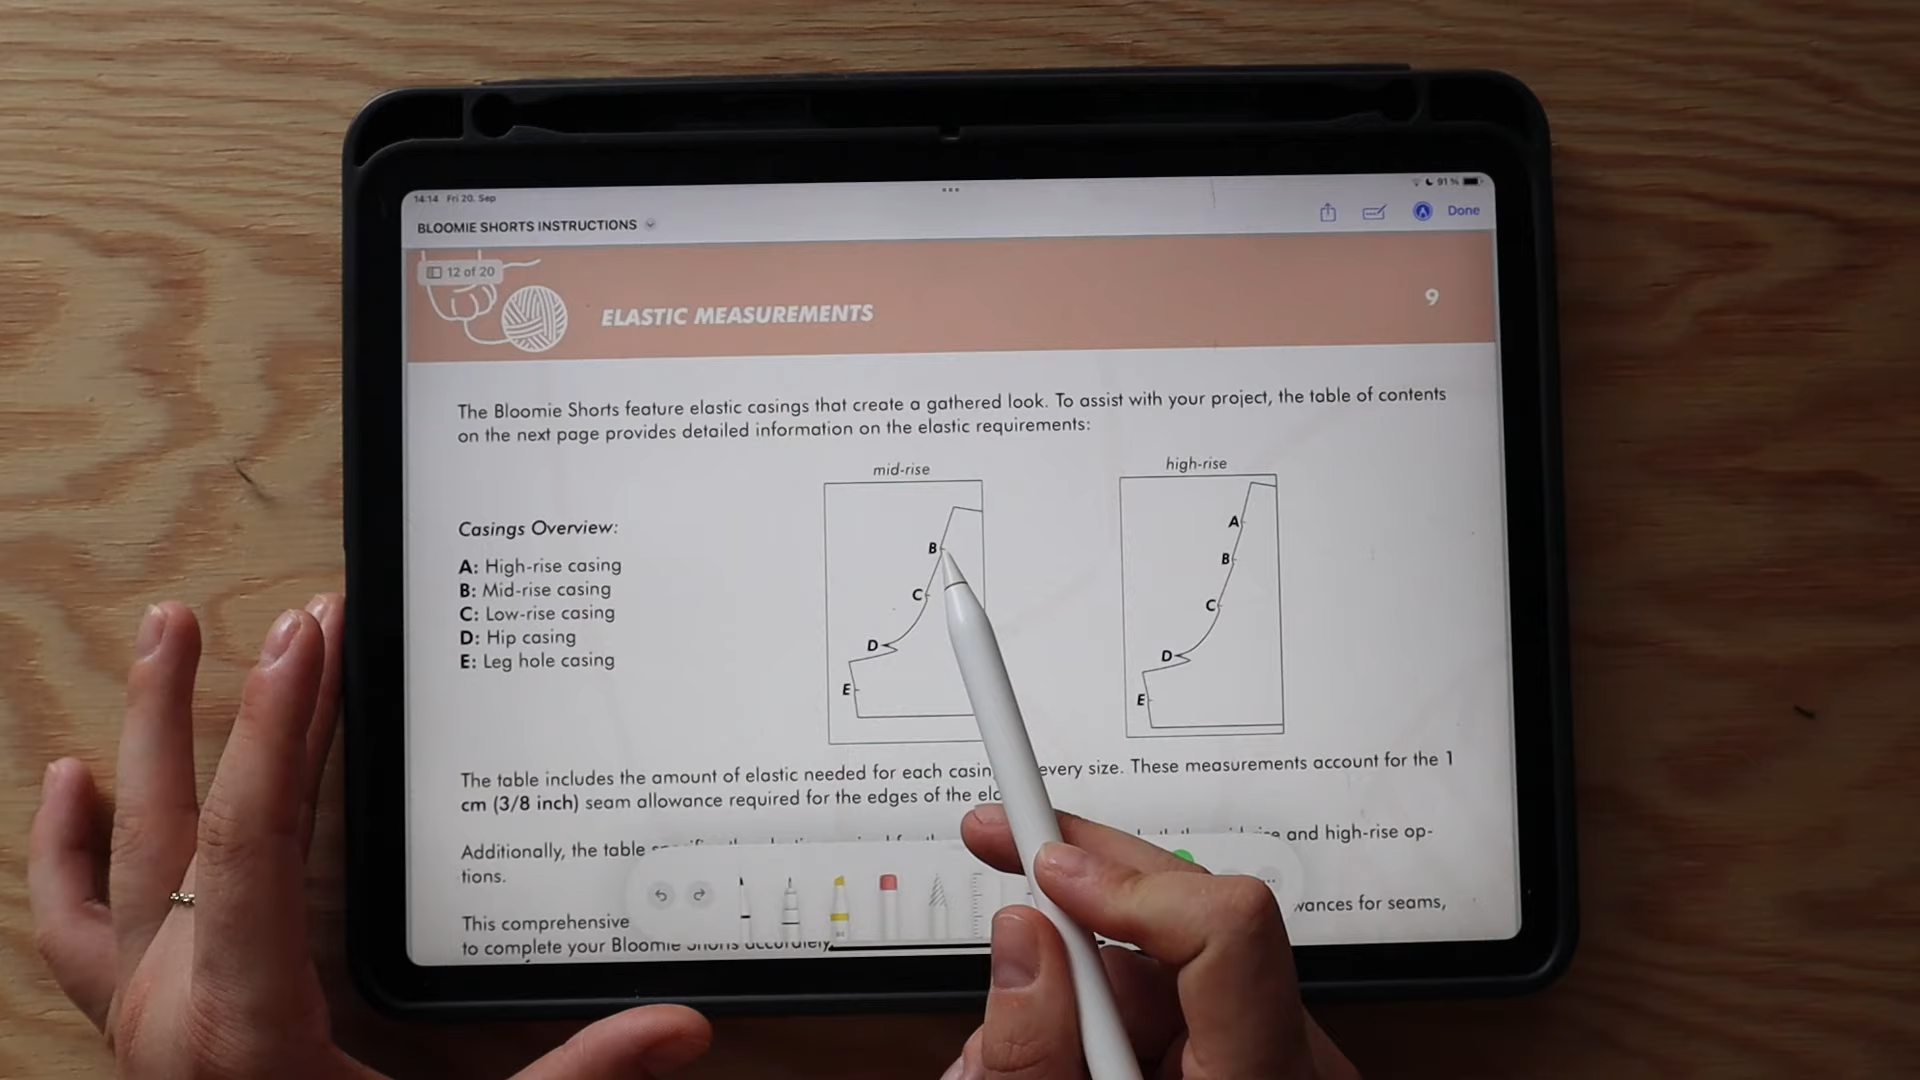 14:14 Fri 20. Sep
91 %
BLOOMIE SHORTS INSTRUCTIONS
Done
12 of 20
ELASTIC MEASUREMENTS
9
The Bloomie Shorts feature elastic casings that create a gathered look. To assist with your project, the table of contents
on the next page provides detailed information on the elastic requirements:
mid-rise
high-rise
Casings Overview:
A: High-rise casing
B: Mid-rise casing
C: Low-rise casing
D: Hip casing
E: Leg hole casing
B
C
D
E
A
B
C
D
E
The table includes the amount of elastic needed for each every size. These measurements account for the 1
cm (3/8 inch) seam allowance required for the edges of the
Additionally, the table and high-rise op-
tions.
This comprehensive for seams,
to complete your Bloomie Shorts accurately